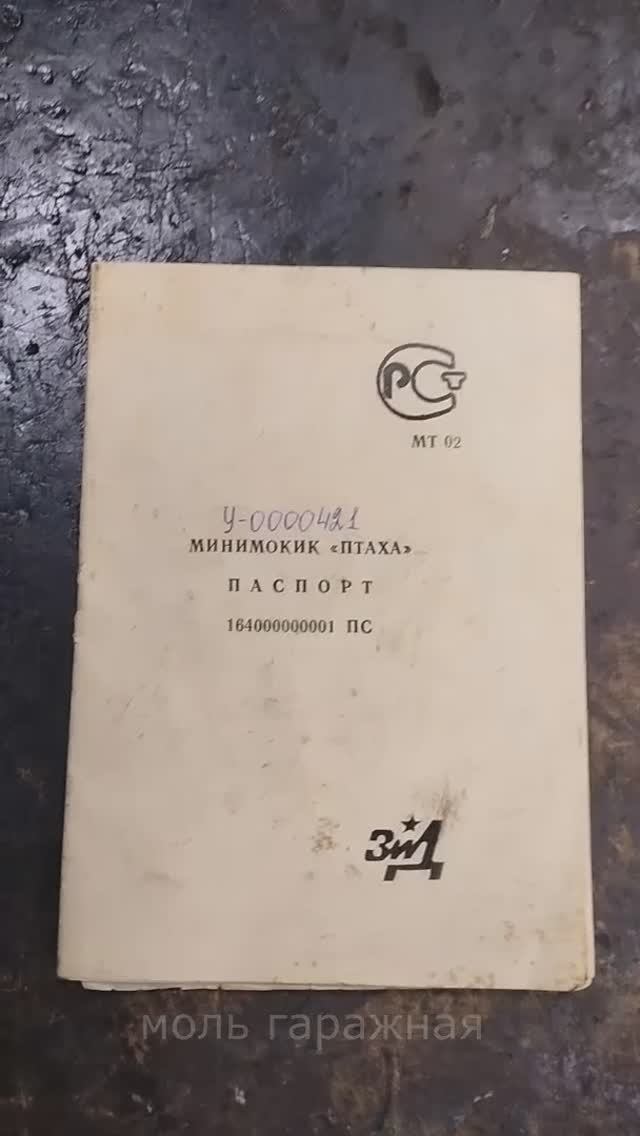 РСТ
МТ 02
У-0000421
МИНИМОКИК «ПТАХА»
ПАСПОРТ
164000000001 ПС
ЗиД
моль гаражная